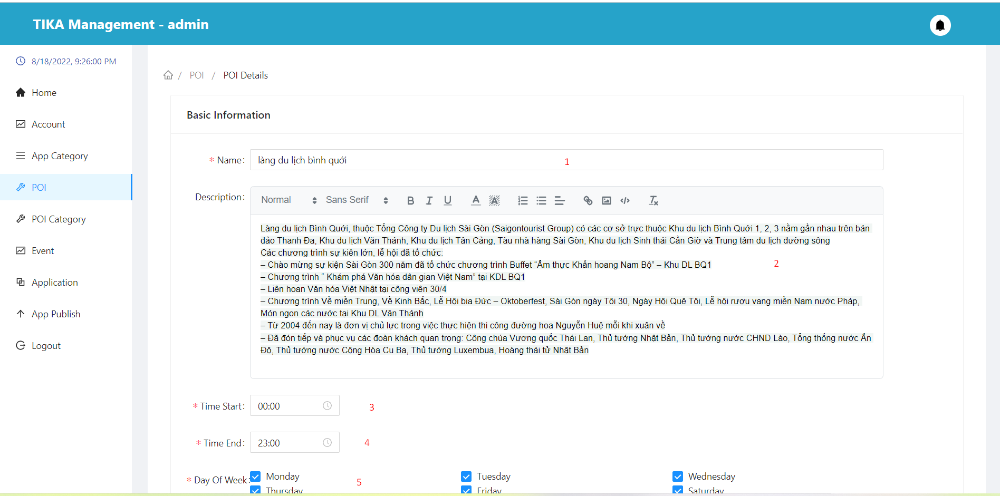 TIKA Management - admin
8/18/2022, 9:26:00 PM
Home
Account
App Category
POI
POI Category
Event
Application
App Publish
Logout
/ POI / POI Details
Basic Information
* Name: làng du lịch bình quới 1
Description: Normal Sans Serif
Làng du lịch Bình Quới, thuộc Tổng Công ty Du lịch Sài Gòn (Saigontourist Group) có các cơ sở trực thuộc Khu du lịch Bình Quới 1, 2, 3 nằm gần nhau trên bán
đảo Thanh Đa, Khu du lịch Văn Thánh, Khu du lịch Tân Cảng, Tàu nhà hàng Sài Gòn, Khu du lịch Sinh thái Cần Giờ và Trung tâm du lịch đường sông
Các chương trình sự kiên lớn, lễ hội đã tổ chức:
– Chào mừng sự kiện Sài Gòn 300 năm đã tổ chức chương trình Buffet “Ẩm thực Khẩn hoang Nam Bộ” – Khu DL BQ1 2
– Chương trình “ Khám phá Văn hóa dân gian Việt Nam” tại KDL BQ1
– Liên hoan Văn hóa Việt Nhật tại công viên 30/4
– Chương trình Về miền Trung, Về Kinh Bắc, Lễ Hội bia Đức – Oktoberfest, Sài Gòn ngày Tôi 30, Ngày Hội Quê Tôi, Lễ hội rượu vang miền Nam nước Pháp,
Món ngon các nước tại Khu DL Văn Thánh
– Từ 2004 đến nay là đơn vị chủ lực trong việc thực hiện thi công đường hoa Nguyễn Huệ mỗi khi xuân về
– Đã đón tiếp và phục vụ các đoàn khách quan trọng: Công chúa Vương quốc Thái Lan, Thủ tướng Nhật Bản, Thủ tướng nước CHND Lào, Tổng thống nước Ấn
Độ, Thủ tướng nước Cộng Hòa Cu Ba, Thủ tướng Luxembua, Hoàng thái tử Nhật Bản
* Time Start: 00:00 3
* Time End: 23:00 4
* Day Of Week: Monday 5 Tuesday Wednesday
Thursday Friday Saturday